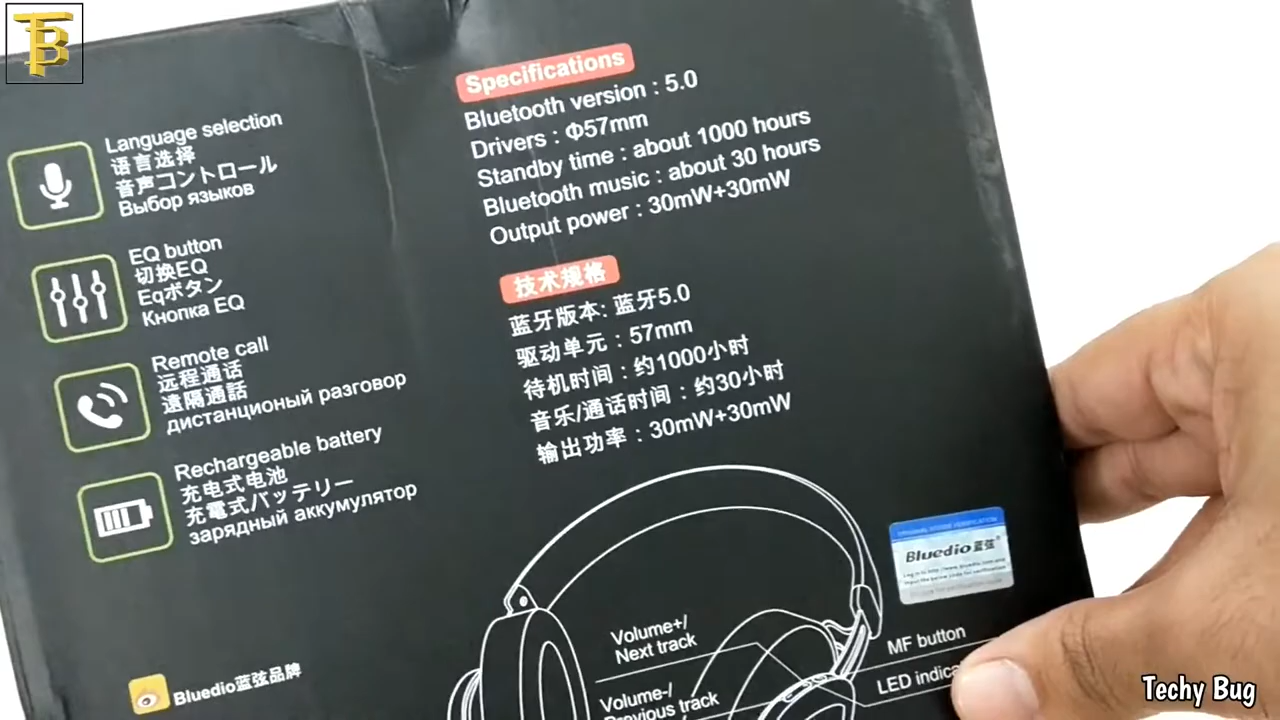 TB
Language selection
语言选择
音声コントロール
Выбор языков
EQ button
切换EQ
Eqボタン
Кнопка EQ
Remote call
远程通话
遠隔通話
дистанционый разговор
Rechargeable battery
充电式电池
充電式バッテリー
зарядный аккумулятор
Bluedio蓝弦品牌
Specifications
Bluetooth version : 5.0
Drivers : Φ57mm
Standby time : about 1000 hours
Bluetooth music : about 30 hours
Output power : 30mW+30mW
技术规格
蓝牙版本: 蓝牙5.0
驱动单元 : 57mm
待机时间 : 约1000小时
音乐/通话时间 : 约30小时
输出功率 : 30mW+30mW
Volume+/
Next track
Volume-/
Previous track
MF button
LED
Bluedio 蓝弦®
Techy Bug